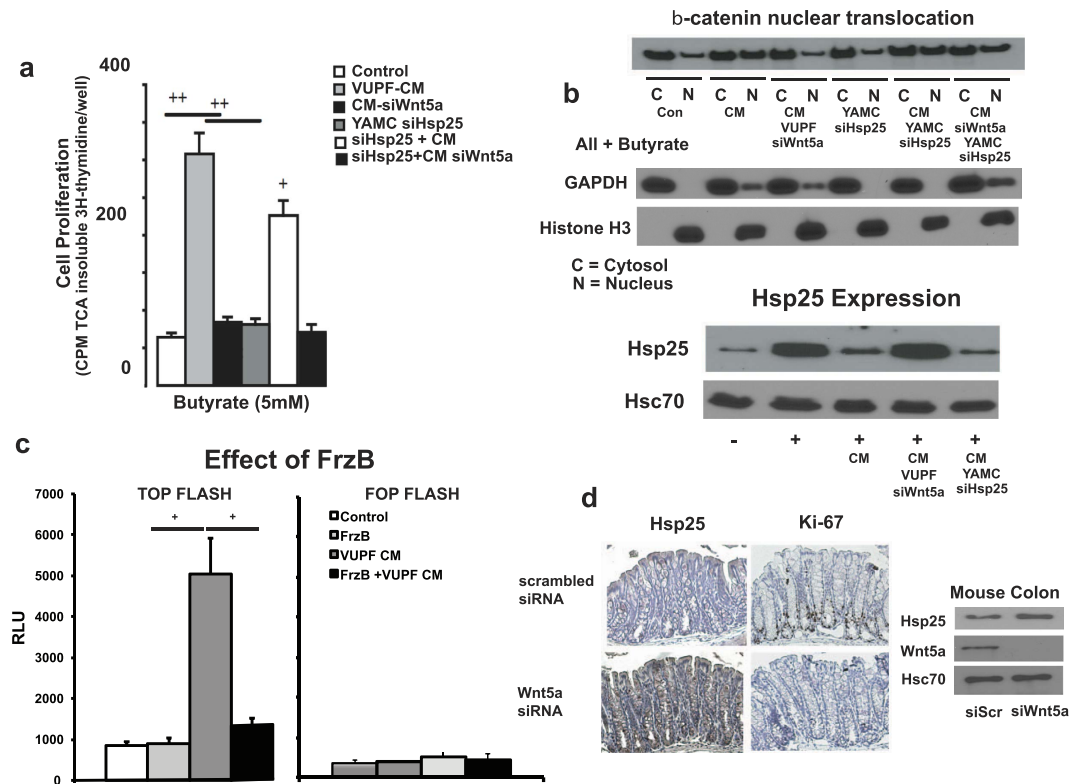 a
400
200
0
Cell Proliferation
(CPM TCA insoluble 3H-thymidine/well)
++
++
+
Control
VUPF-CM
CM-siWnt5a
YAMC siHsp25
siHsp25 + CM
siHsp25+CM siWnt5a
Butyrate (5mM)
b-catenin nuclear translocation
b
C N
Con
C N
CM
C N
CM
VUPF
siWnt5a
C N
YAMC
siHsp25
C N
CM
YAMC
siHsp25
C N
CM
siWnt5a
YAMC
siHsp25
All + Butyrate
GAPDH
Histone H3
C = Cytosol
N = Nucleus
Hsp25 Expression
Hsp25
Hsc70
-
+
+
CM
+
CM
VUPF
siWnt5a
+
CM
YAMC
siHsp25
c
Effect of FrzB
TOP FLASH
FOP FLASH
7000
6000
5000
4000
3000
2000
1000
0
RLU
+
+
Control
FrzB
VUPF CM
FrzB +VUPF CM
d
Hsp25
Ki-67
scrambled
siRNA
Wnt5a
siRNA
Mouse Colon
Hsp25
Wnt5a
Hsc70
siScr siWnt5a